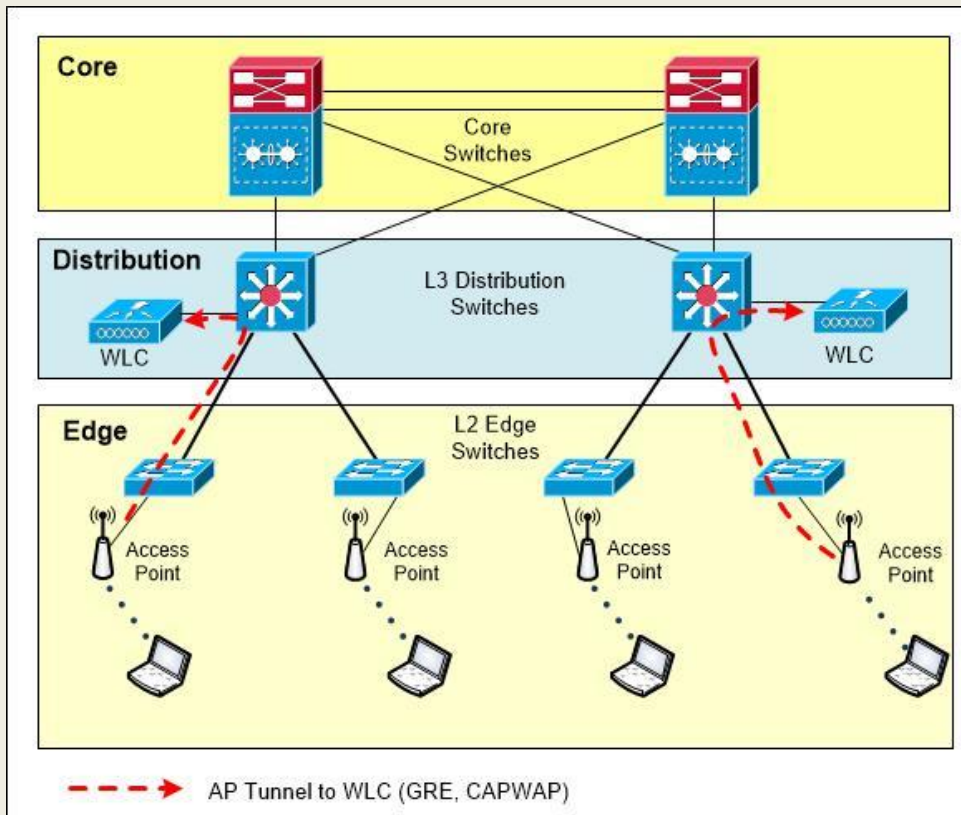 Core
Core
Switches
Distribution
L3 Distribution
Switches
WLC
WLC
Edge
L2 Edge
Switches
Access
Point
Access
Point
Access
Point
Access
Point
AP Tunnel to WLC (GRE, CAPWAP)